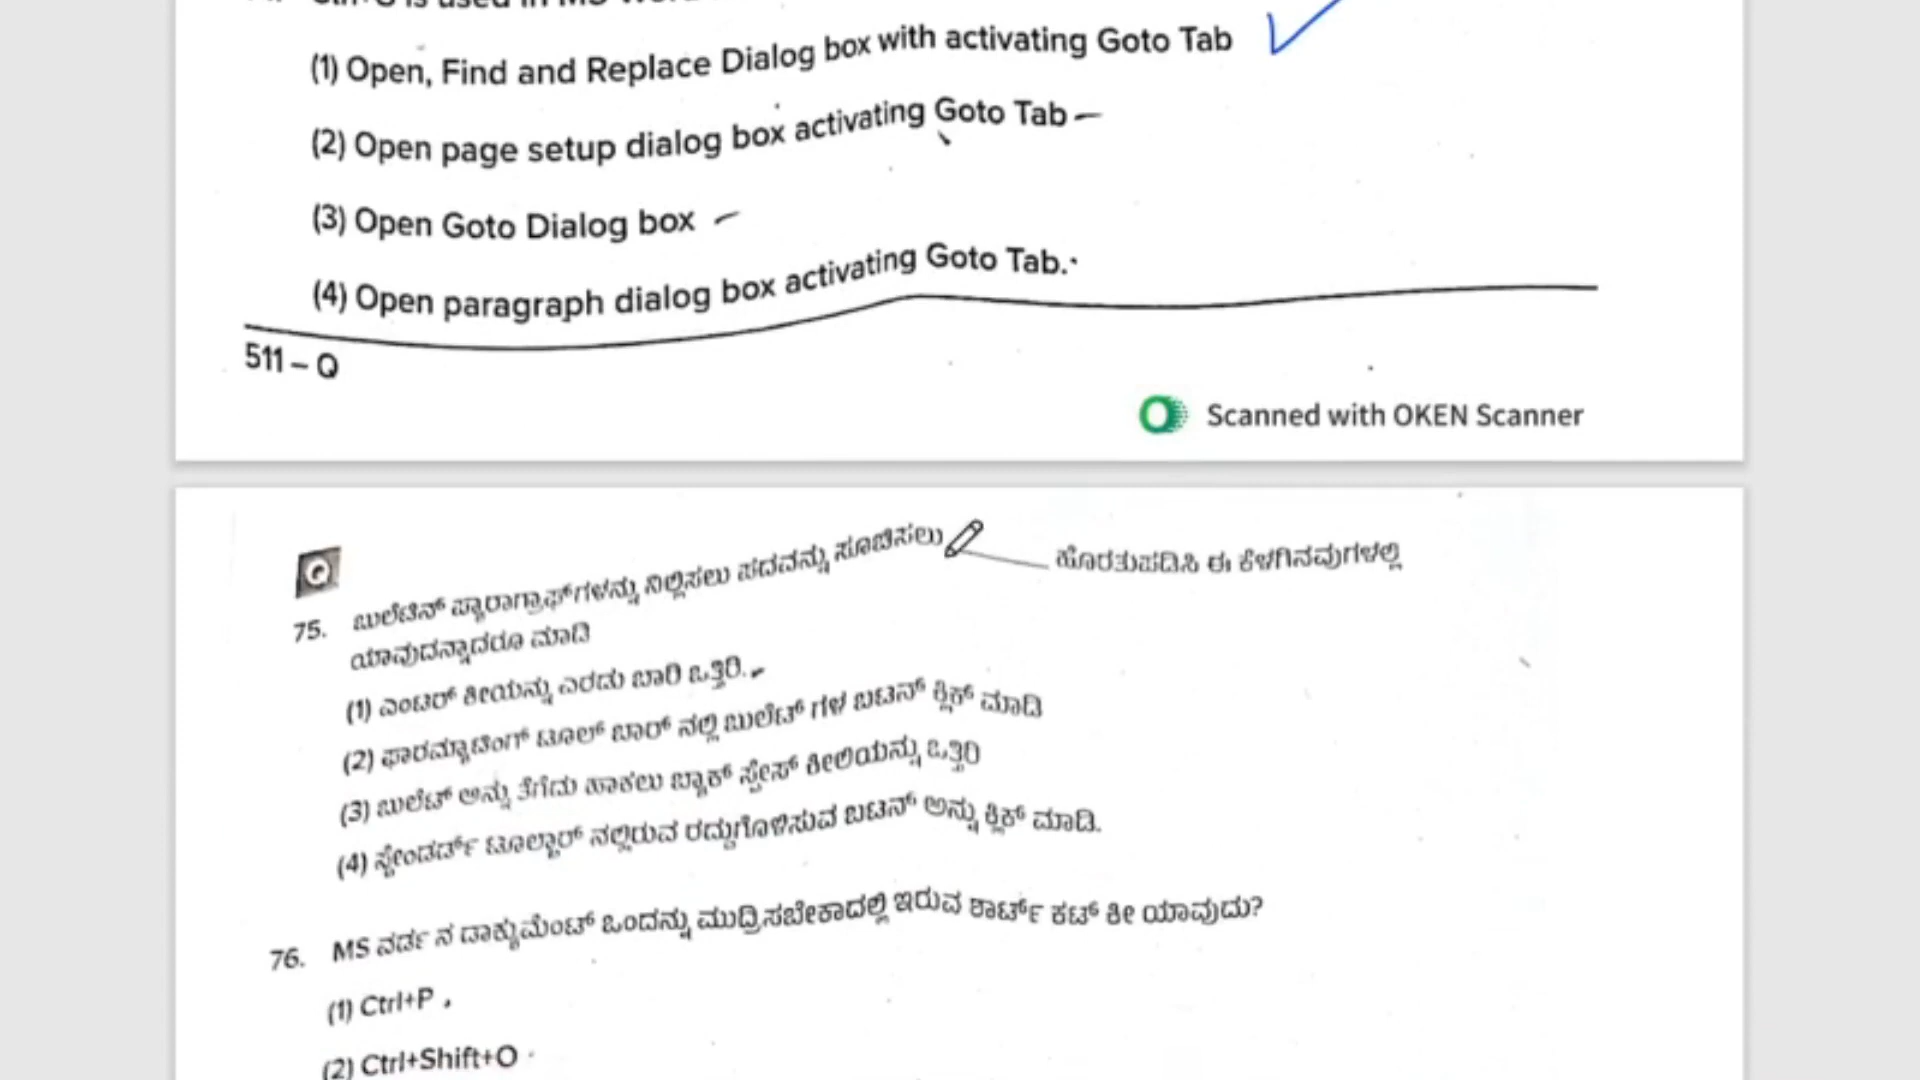 is used in MS
(1) Open, Find and Replace Dialog box with activating Goto Tab
(2) Open page setup dialog box activating Goto Tab
(3) Open Goto Dialog box
(4) Open paragraph dialog box activating Goto Tab.
511 – Q
Scanned with OKEN Scanner
Q
75. ಬುಲೆಟಿನ್ ಪ್ಯಾರಾಗ್ರಾಫ್‌ಗಳನ್ನು ನಿಲ್ಲಿಸಲು ಪದವನ್ನು ಸೂಚಿಸಲು ಹೊರತುಪಡಿಸಿ ಈ ಕೆಳಗಿನವುಗಳಲ್ಲಿ
ಯಾವುದನ್ನಾದರೂ ಮಾಡಿ
(1) ಎಂಟರ್ ಕೀಯನ್ನು ಎರಡು ಬಾರಿ ಒತ್ತಿರಿ.
(2) ಫಾರಮ್ಯಾಟಿಂಗ್ ಟೂಲ್ ಬಾರ್ ನಲ್ಲಿ ಬುಲೆಟ್ ಗಳ ಬಟನ್ ಕ್ಲಿಕ್ ಮಾಡಿ
(3) ಬುಲೆಟ್ ಅನ್ನು ತೆಗೆದು ಹಾಕಲು ಬ್ಯಾಕ್ ಸ್ಪೇಸ್ ಕೀಲಿಯನ್ನು ಒತ್ತಿರಿ
(4) ಸ್ಟೇಂಡರ್ಡ್ ಟೂಲ್ಬಾರ್ ನಲ್ಲಿರುವ ರದ್ದುಗೊಳಿಸುವ ಬಟನ್ ಅನ್ನು ಕ್ಲಿಕ್ ಮಾಡಿ.
76. MS ವರ್ಡ್ ನ ಡಾಕ್ಯುಮೆಂಟ್ ಒಂದನ್ನು ಮುದ್ರಿಸಬೇಕಾದಲ್ಲಿ ಇರುವ ಶಾರ್ಟ್ ಕಟ್ ಕೀ ಯಾವುದು?
(1) Ctrl+P
(2) Ctrl+Shift+O